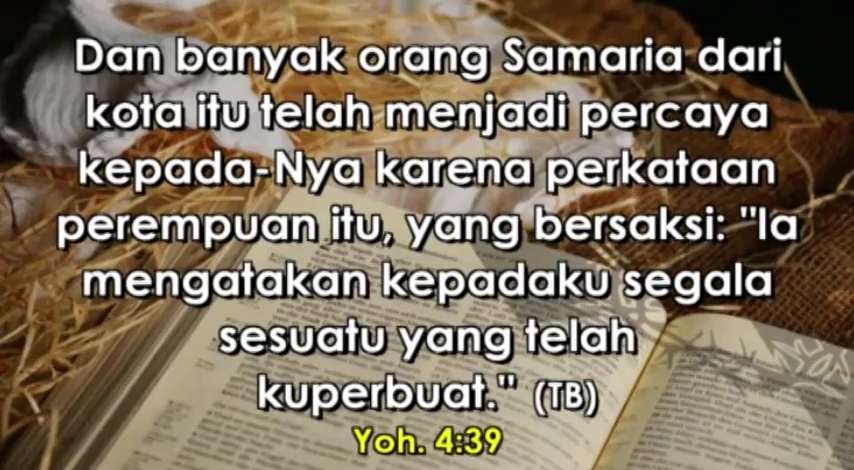 Dan banyak orang Samaria dari
kota itu telah menjadi percaya
kepada-Nya karena perkataan
perempuan itu, yang bersaksi: "Ia
mengatakan kepadaku segala
sesuatu yang telah
kuperbuat." (TB)
Yoh. 4:39